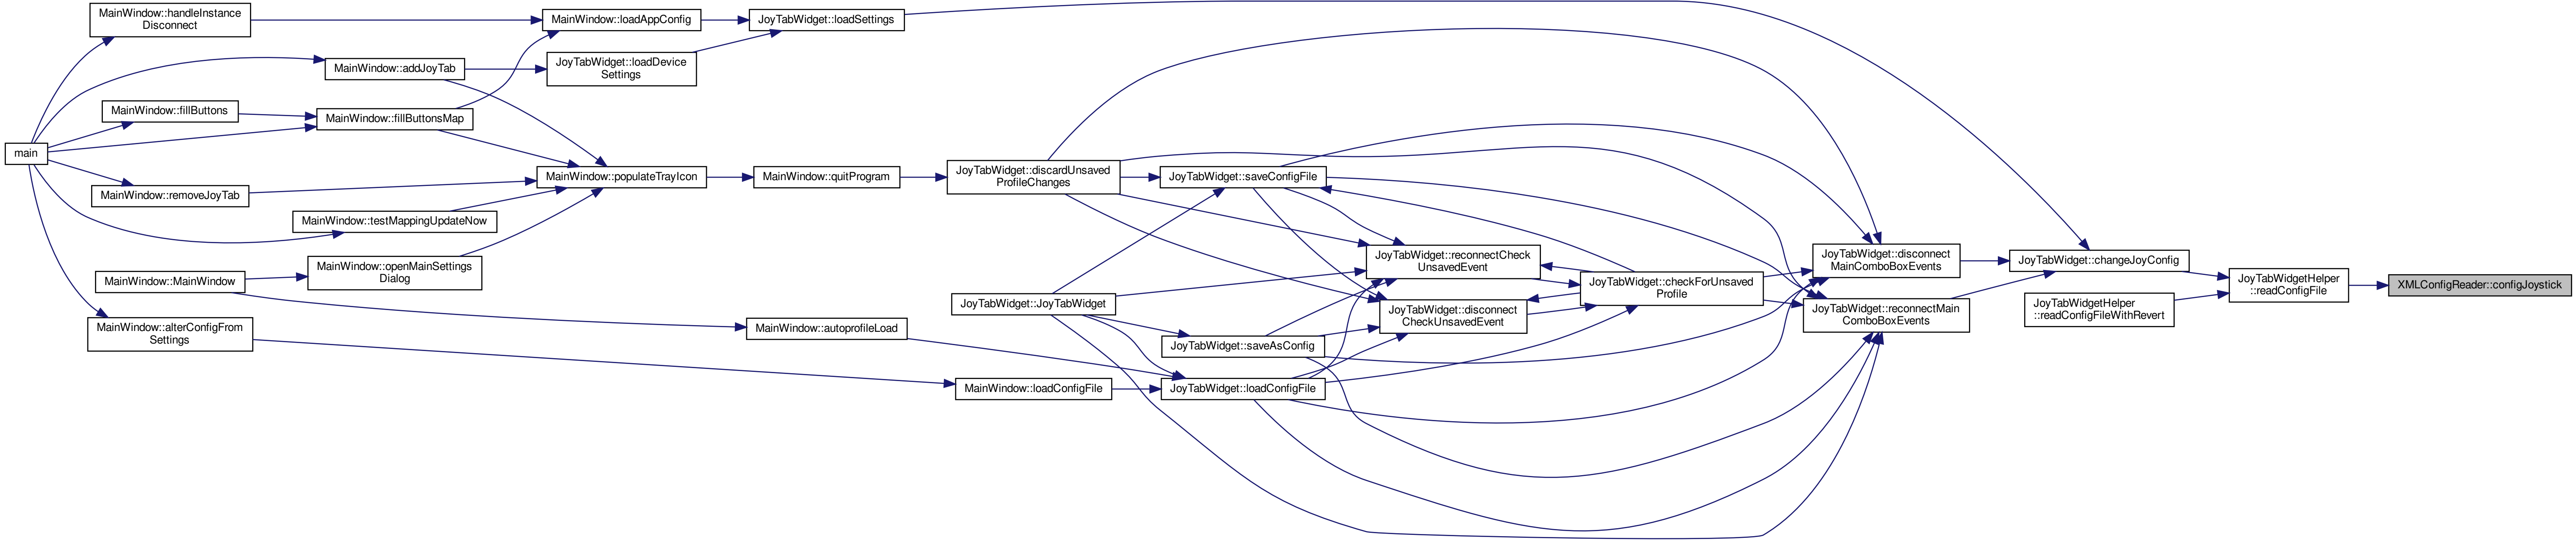 MainWindow::handleInstance
Disconnect
MainWindow::loadAppConfig
JoyTabWidget::loadSettings
MainWindow::addJoyTab
JoyTabWidget::loadDevice
Settings
MainWindow::fillButtons
MainWindow::fillButtonsMap
main
MainWindow::populateTrayIcon
MainWindow::quitProgram
JoyTabWidget::discardUnsaved
ProfileChanges
JoyTabWidget::saveConfigFile
MainWindow::removeJoyTab
MainWindow::testMappingUpdateNow
MainWindow::openMainSettings
Dialog
MainWindow::MainWindow
MainWindow::alterConfigFrom
Settings
MainWindow::autoprofileLoad
MainWindow::loadConfigFile
JoyTabWidget::JoyTabWidget
JoyTabWidget::saveAsConfig
JoyTabWidget::loadConfigFile
JoyTabWidget::reconnectCheck
UnsavedEvent
JoyTabWidget::disconnect
CheckUnsavedEvent
JoyTabWidget::checkForUnsaved
Profile
JoyTabWidget::disconnect
MainComboBoxEvents
JoyTabWidget::reconnectMain
ComboBoxEvents
JoyTabWidget::changeJoyConfig
JoyTabWidgetHelper
::readConfigFileWithRevert
JoyTabWidgetHelper
::readConfigFile
XMLConfigReader::configJoystick